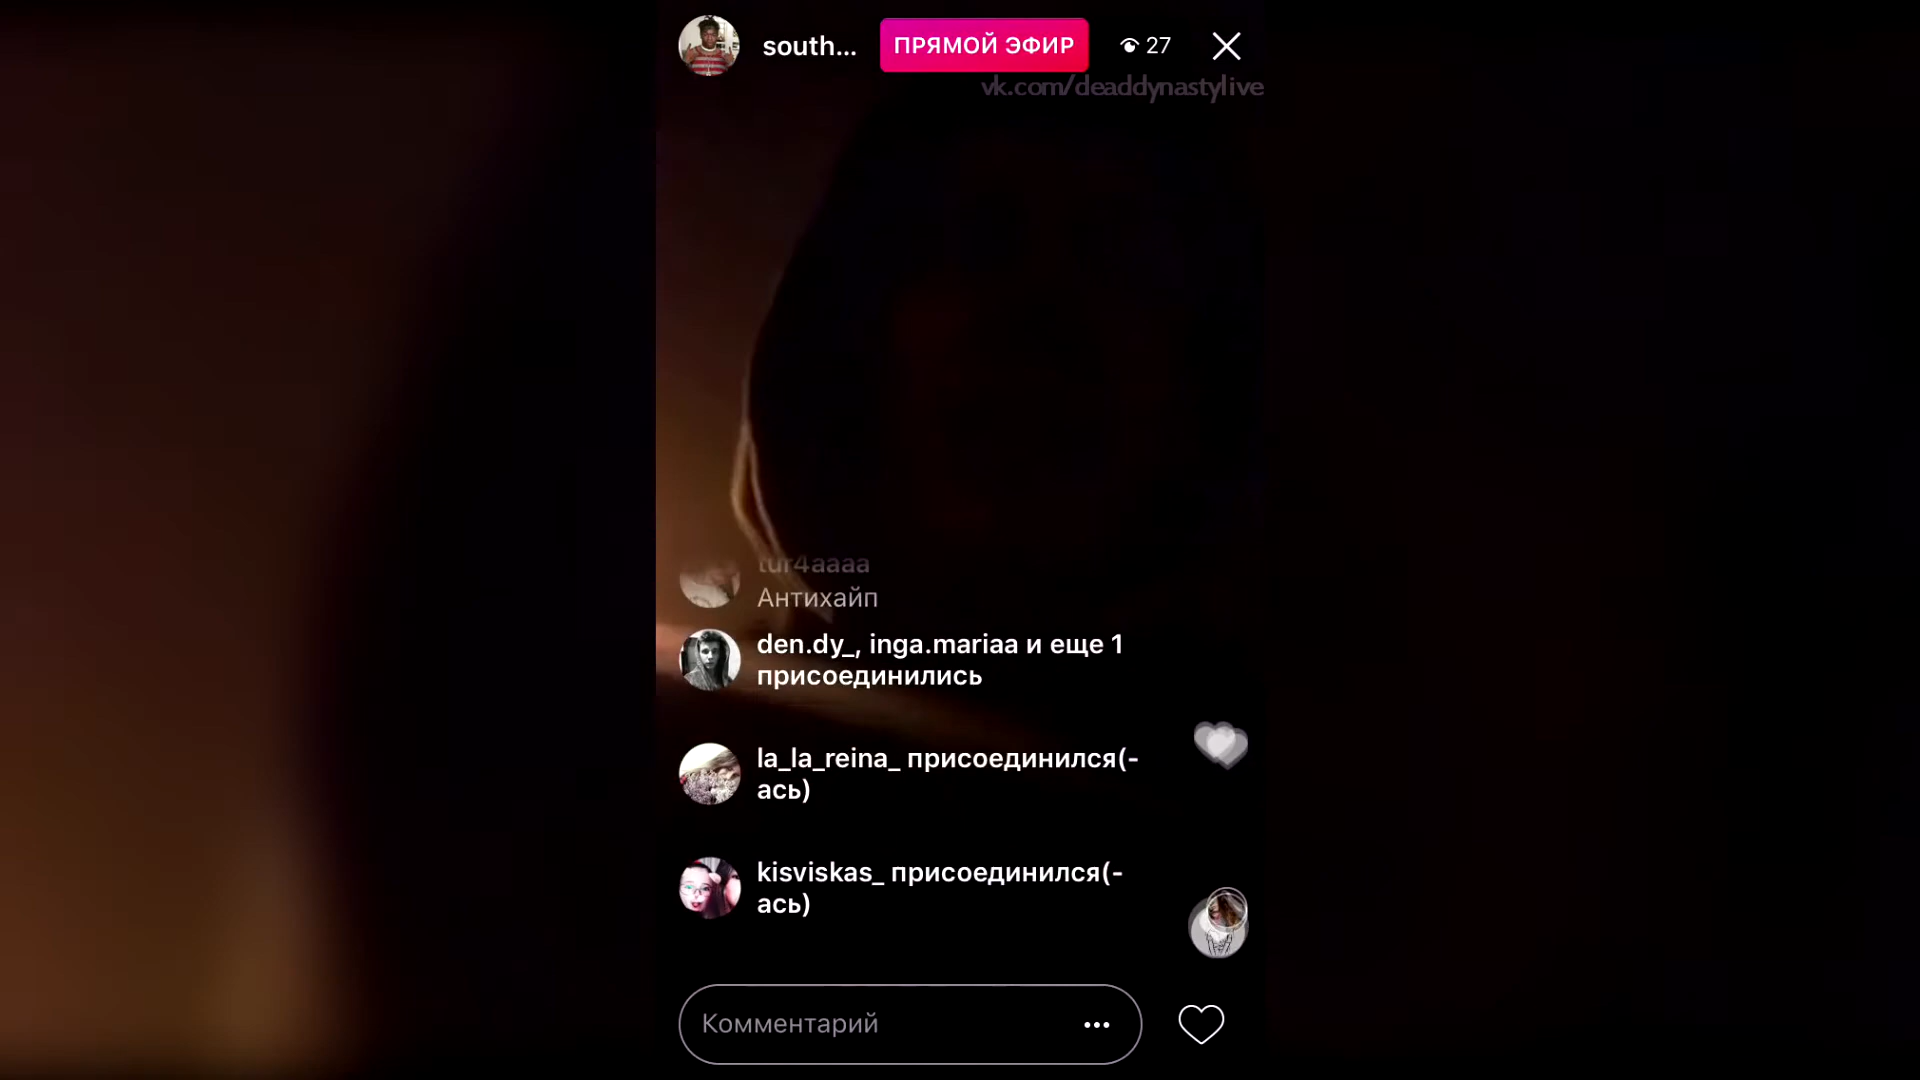 south...
ПРЯМОЙ ЭФИР
27
vk.com/deaddynastylive
tur4aaaa
Антихайп
den.dy_, inga.mariaa и еще 1
присоединились
la_la_reina_ присоединился(-
ась)
kisviskas_ присоединился(-
ась)
Комментарий